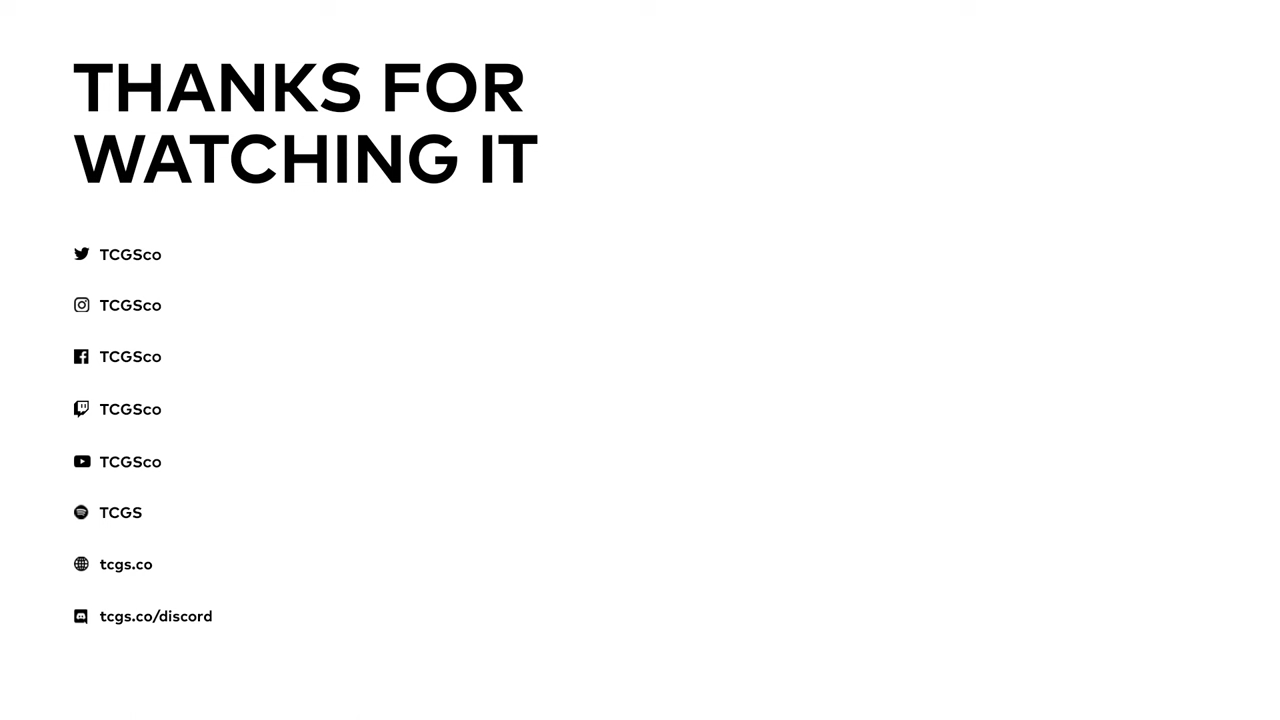 THANKS FOR
WATCHING IT
TCGSco
TCGSco
TCGSco
TCGSco
TCGSco
TCGS
tcgs.co
tcgs.co/discord